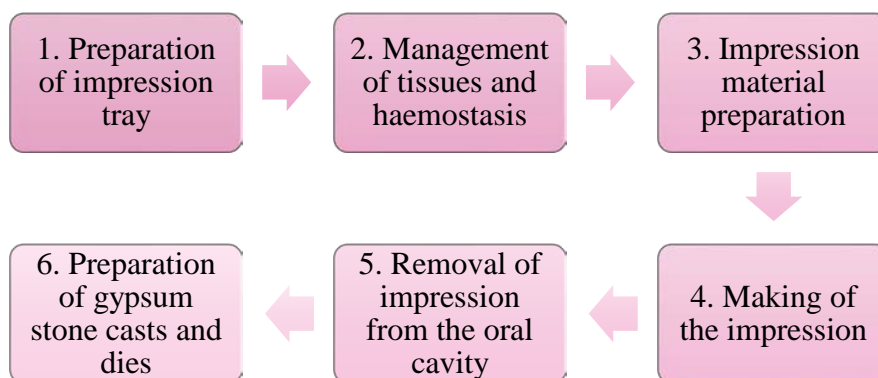 1. Preparation
of impression
tray
2. Management
of tissues and
haemostasis
3. Impression
material
preparation
4. Making of
the impression
5. Removal of
impression
from the oral
cavity
6. Preparation
of gypsum
stone casts and
dies